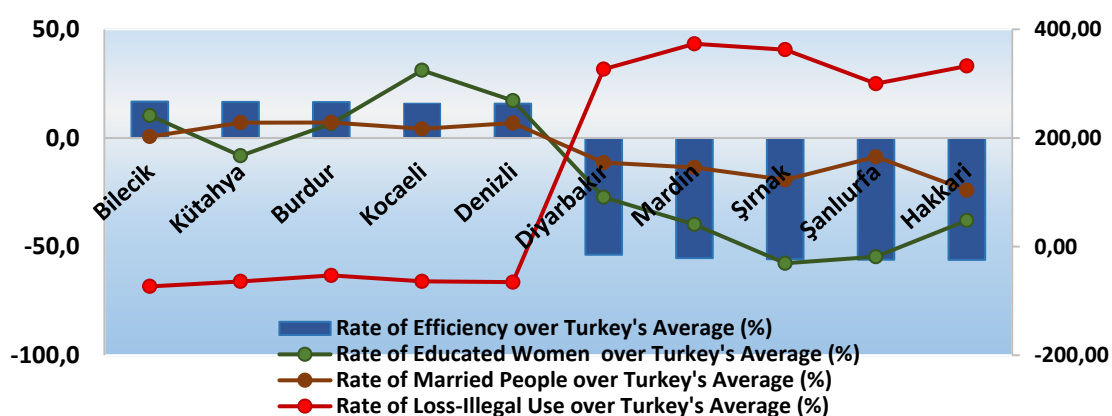 50,0
0,0
-50,0
-100,0
400,00
200,00
0,00
-200,00
Bilecik
Kütahya
Burdur
Kocaeli
Denizli
Diyarbakır
Mardin
Şırnak
Şanlıurfa
Hakkari
Rate of Efficiency over Turkey's Average (%)
Rate of Educated Women over Turkey's Average (%)
Rate of Married People over Turkey's Average (%)
Rate of Loss-Illegal Use over Turkey's Average (%)